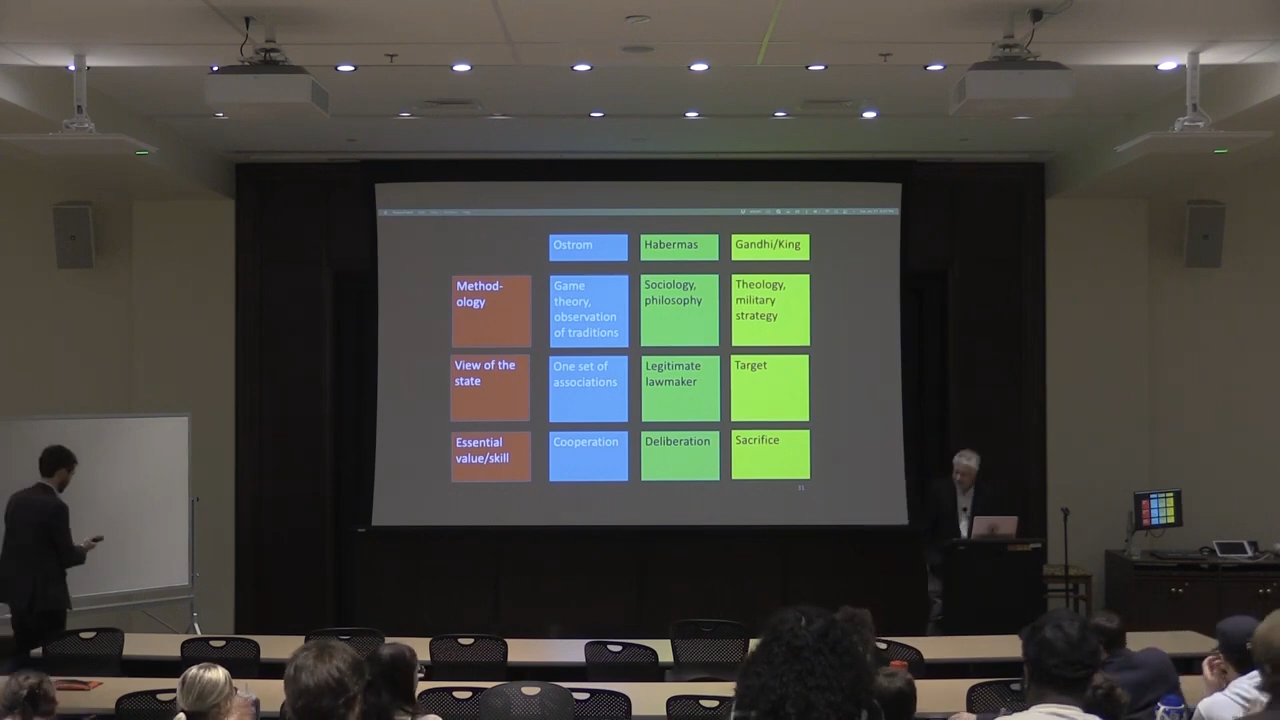 Ostrom
Habermas
Gandhi/King
Method-
ology
Game
theory,
observation
of traditions
Sociology,
philosophy
Theology,
military
strategy
View of the
state
One set of
associations
Legitimate
lawmaker
Target
Essential
value/skill
Cooperation
Deliberation
Sacrifice